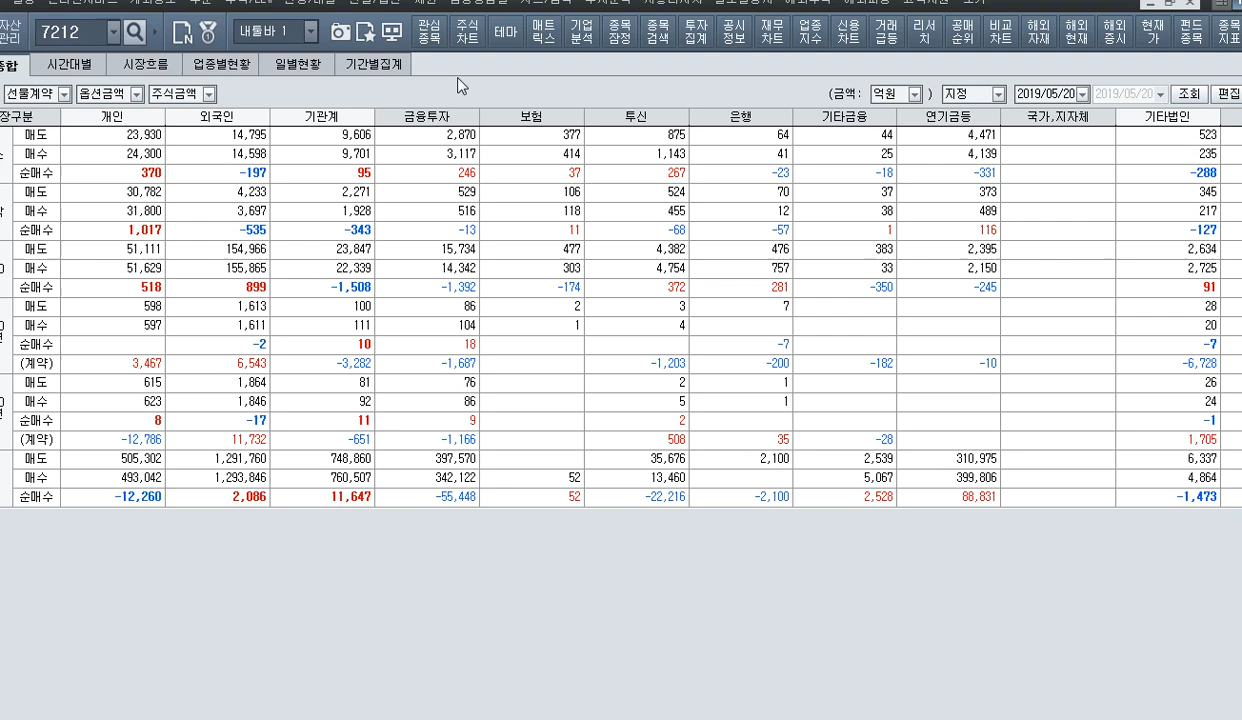 자산 관리 7212 내툴바 1 관심 종목 주식 차트 테마 매트 릭스 기업 분석 종목 잠정 종목 검색 투자 집계 공시 정보 재무 차트 업종 지수 신용 차트 거래 급등 리서 치 공매 순위 비교 차트 해외 자재 해외 현재 해외 증시 현재 가 펀드 종목 종목 지표
종합 시간대별 시장흐름 업종별현황 일별현황 기간별집계
선물계약 옵션금액 주식금액 (금액: 억원 ) 지정 2019/05/20 2019/05/20 조회 편집
장구분 개인 외국인 기관계 금융투자 보험 투신 은행 기타금융 연기금등 국가,지자체 기타법인
매도 23,930 14,795 9,606 2,870 377 875 64 44 4,471 523
매수 24,300 14,598 9,701 3,117 414 1,143 41 25 4,139 235
순매수 370 -197 95 246 37 267 -23 -18 -331 -288
매도 30,782 4,233 2,271 529 106 524 70 37 373 345
매수 31,800 3,697 1,928 516 118 455 12 38 489 217
순매수 1,017 -535 -343 -13 11 -68 -57 1 116 -127
매도 51,111 154,966 23,847 15,734 477 4,382 476 383 2,395 2,634
매수 51,629 155,865 22,339 14,342 303 4,754 757 33 2,150 2,725
순매수 518 899 -1,508 -1,392 -174 372 281 -350 -245 91
매도 598 1,613 100 86 2 3 7 28
매수 597 1,611 111 104 1 4 20
순매수 -2 10 18 -7 -7
(계약) 3,467 6,543 -3,282 -1,687 -1,203 -200 -182 -10 -6,728
매도 615 1,864 81 76 2 1 26
매수 623 1,846 92 86 5 1 24
순매수 8 -17 11 9 2 -1
(계약) -12,786 11,732 -651 -1,166 508 35 -28 1,705
매도 505,302 1,291,760 748,860 397,570 35,676 2,100 2,539 310,975 6,337
매수 493,042 1,293,846 760,507 342,122 52 13,460 5,067 399,806 4,864
순매수 -12,260 2,086 11,647 -55,448 52 -22,216 -2,100 2,528 88,831 -1,473